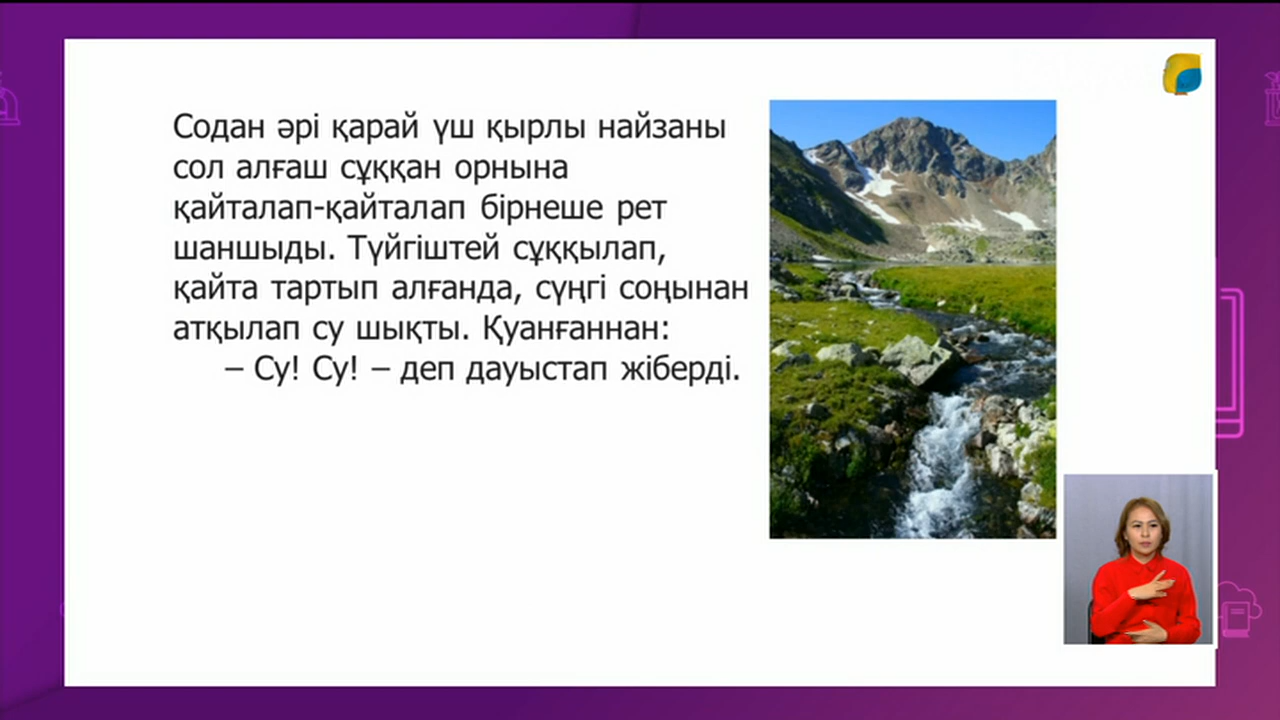 Содан әрі қарай үш қырлы найзаны
сол алғаш сұққан орнына
қайталап-қайталап бірнеше рет
шаншыды. Түйгіштей сұққылап,
қайта тартып алғанда, сүңгі соңынан
атқылап су шықты. Қуанғаннан:
– Су! Су! – деп дауыстап жіберді.